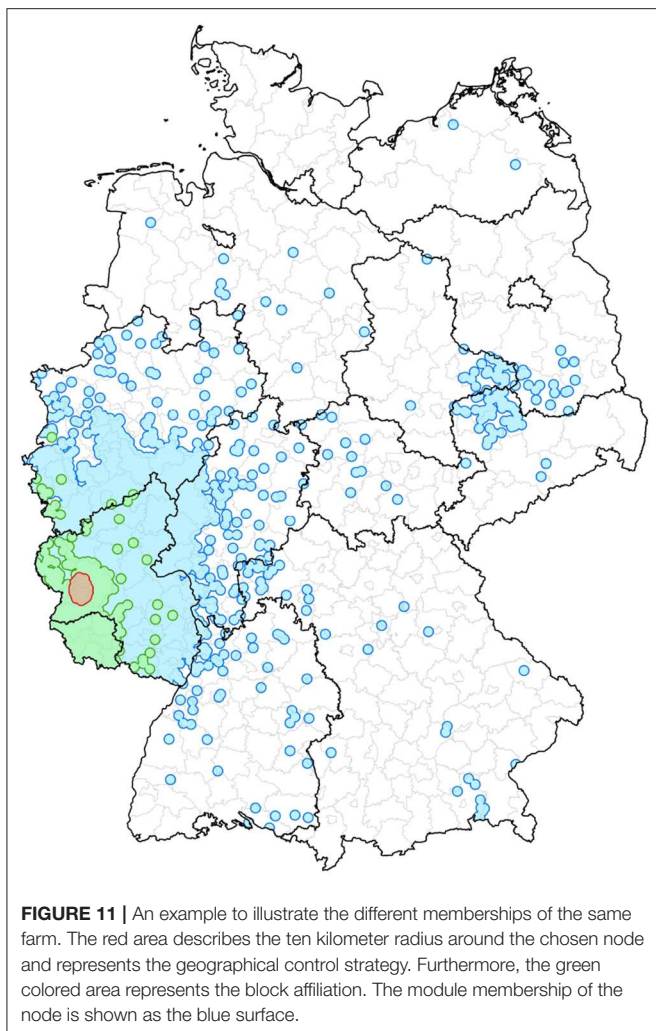 FIGURE 11 | An example to illustrate the different memberships of the same
farm. The red area describes the ten kilometer radius around the chosen node
and represents the geographical control strategy. Furthermore, the green
colored area represents the block affiliation. The module membership of the
node is shown as the blue surface.